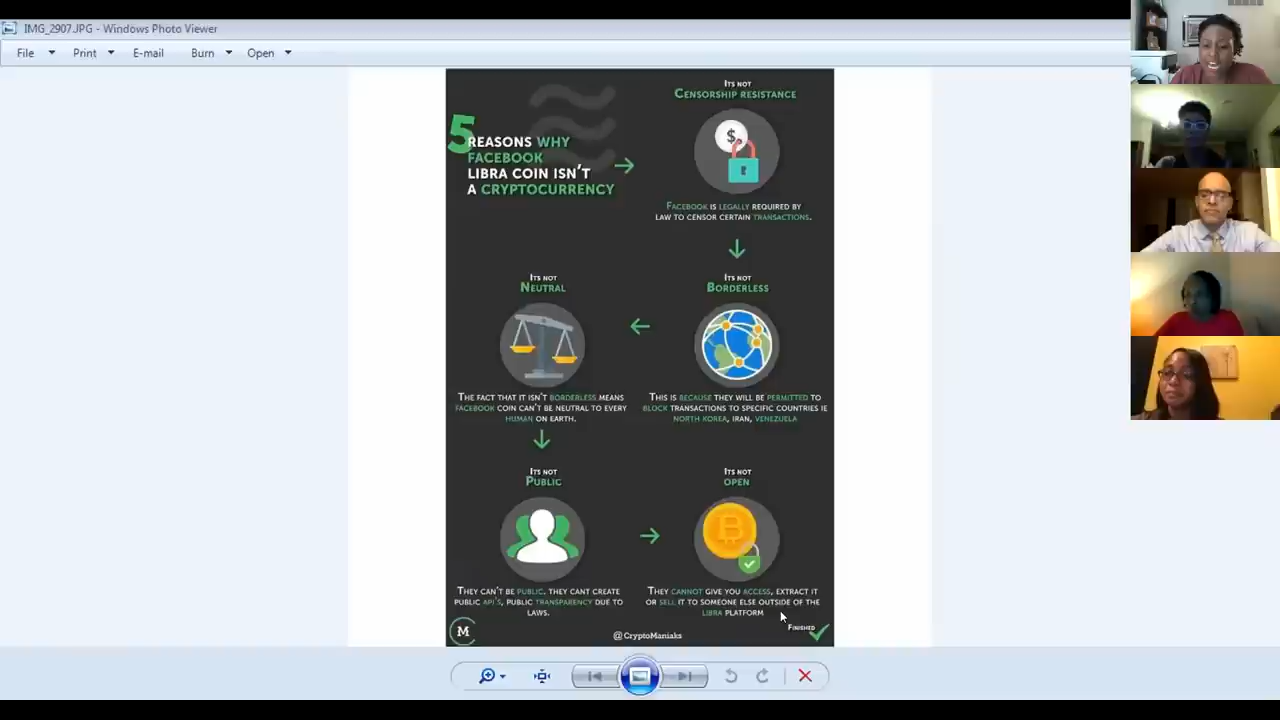 IMG_2907.JPG - Windows Photo Viewer
File Print E-mail Burn Open
5 REASONS WHY
FACEBOOK
LIBRA COIN ISN'T
A CRYPTOCURRENCY
ITS NOT
CENSORSHIP RESISTANCE
$
FACEBOOK IS LEGALLY REQUIRED BY
LAW TO CENSOR CERTAIN TRANSACTIONS.
ITS NOT
BORDERLESS
THIS IS BECAUSE THEY WILL BE PERMITTED TO
BLOCK TRANSACTIONS TO SPECIFIC COUNTRIES IE
NORTH KOREA, IRAN, VENEZUELA
ITS NOT
NEUTRAL
THE FACT THAT IT ISN'T BORDERLESS MEANS
FACEBOOK COIN CAN'T BE NEUTRAL TO EVERY
HUMAN ON EARTH.
ITS NOT
PUBLIC
THEY CAN'T BE PUBLIC. THEY CANT CREATE
PUBLIC API'S, PUBLIC TRANSPARENCY DUE TO
LAWS.
ITS NOT
OPEN
B
THEY CANNOT GIVE YOU ACCESS, EXTRACT IT
OR SELL IT TO SOMEONE ELSE OUTSIDE OF THE
LIBRA PLATFORM
FINISHED
M
@CRYPTOMANIAKS